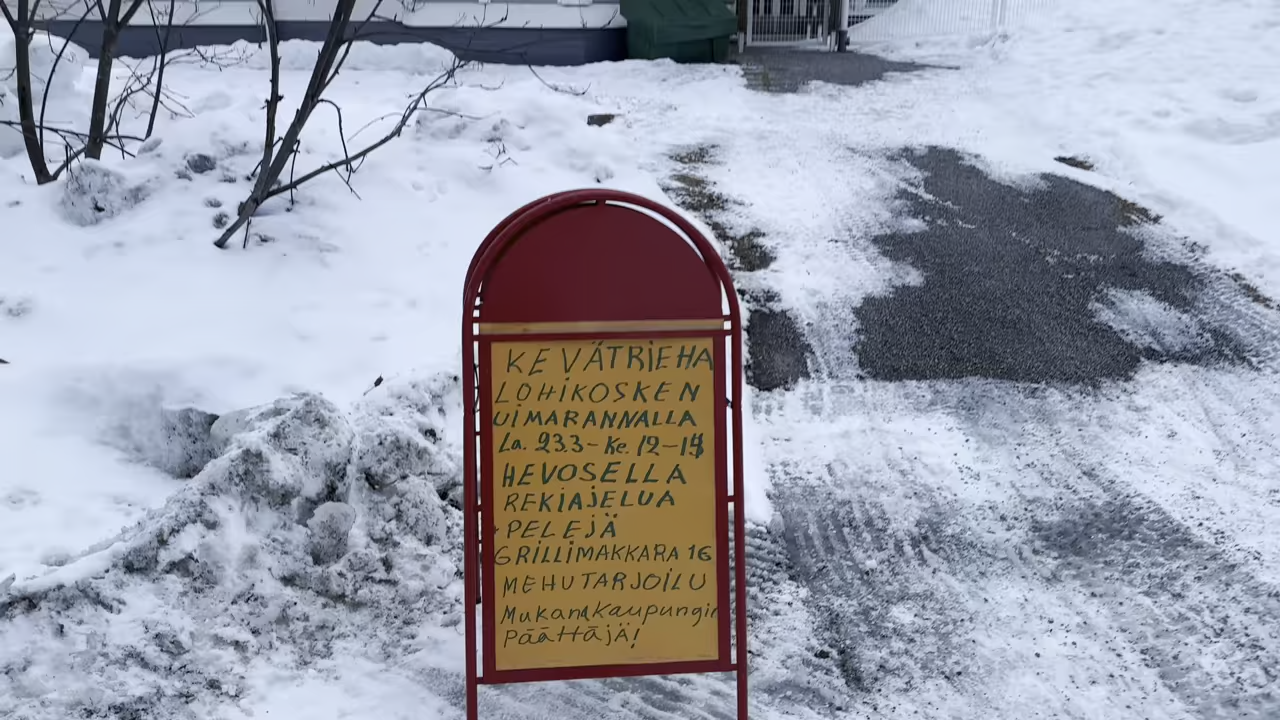 KEVÄTRIEHA
LOHIKOSKEN
UIMARANNALLA
La. 23.3 - Ke. 12-14
HEVOSELLA
REKIAJELUA
PELEJÄ
GRILLIMAKKARA 1€
MEHUTARJOILU
Mukana kaupungin
Päättäjä!